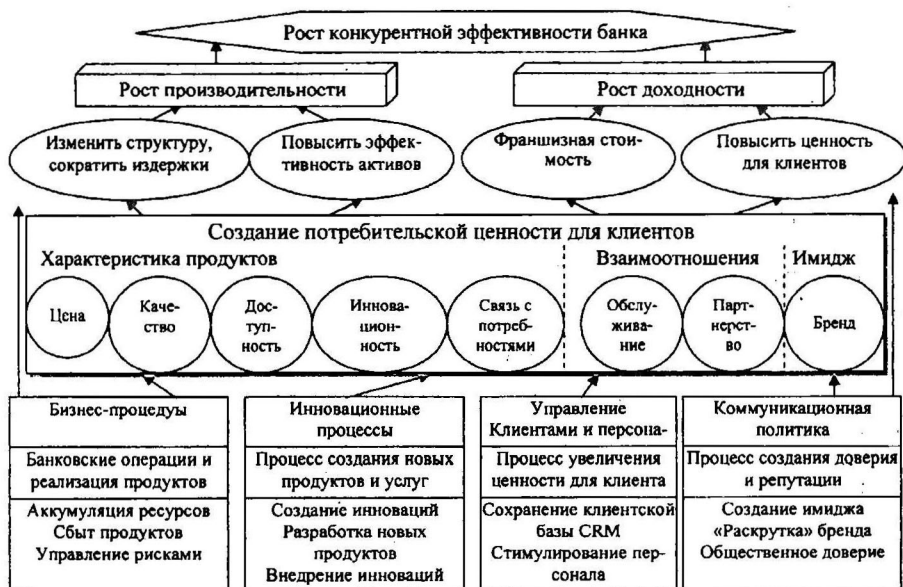 Рост конкурентной эффективности банка
Рост производительности
Рост доходности
Изменить структуру,
сократить издержки
Повысить эффек-
тивность активов
Франшизная стои-
мость
Повысить ценность
для клиентов
Создание потребительской ценности для клиентов
Характеристика продуктов
Взаимоотношения
Имидж
Цена
Качe-
ство
Дос-
туп-
ность
Иннова-
цион-
ность
Связь с
потреб-
ностями
Обслу-
жива-
ние
Парт-
нерст-
во
Бренд
Бизнес-процедуы
Банковские операции и
реализация продуктов
Аккумуляция ресурсов
Сбыт продуктов
Управление рисками
Инновационные
процессы
Процесс создания новых
продуктов и услуг
Создание инноваций
Разработка новых
продуктов
Внедрение инноваций
Управление
Клиентами и персона-
Процесс увеличения
ценности для клиента
Сохранение клиентской
базы CRM
Стимулирование пер-
сонала
Коммуникационная
политика
Процесс создания доверия
и репутации
Создание имиджа
«Раскрутка» бренда
Общественное доверие